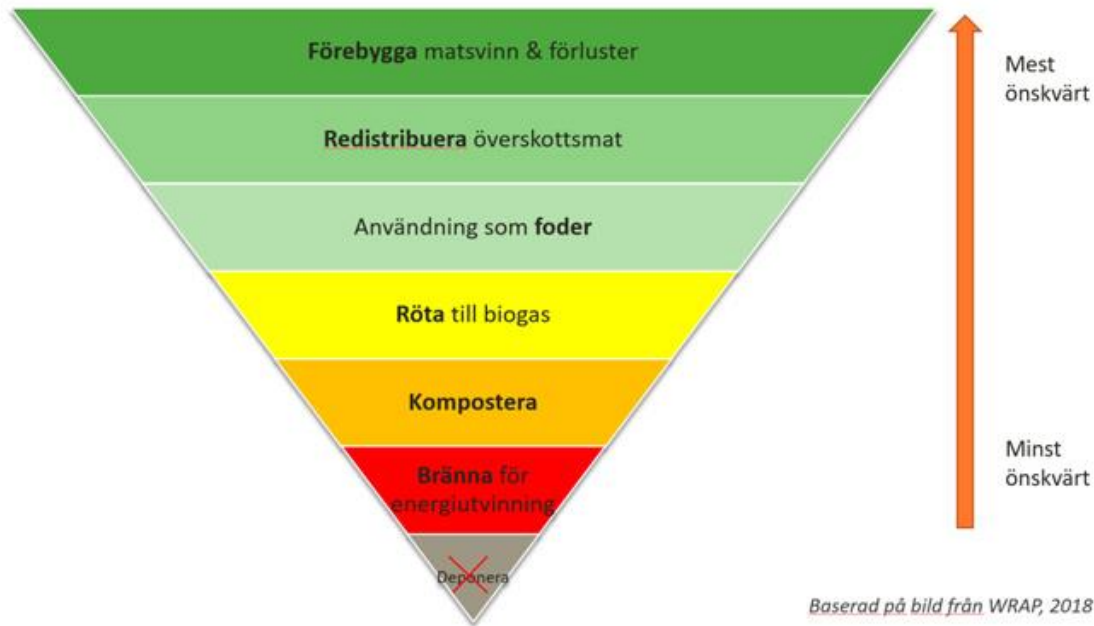 Förebygga matsvinn & förluster
Mest
önskvärt
Redistribuera överskottsmat
Användning som foder
Röta till biogas
Kompostera
Minst
önskvärt
Bränna för
energiutvinning
Deponera
Baserad på bild från WRAP, 2018